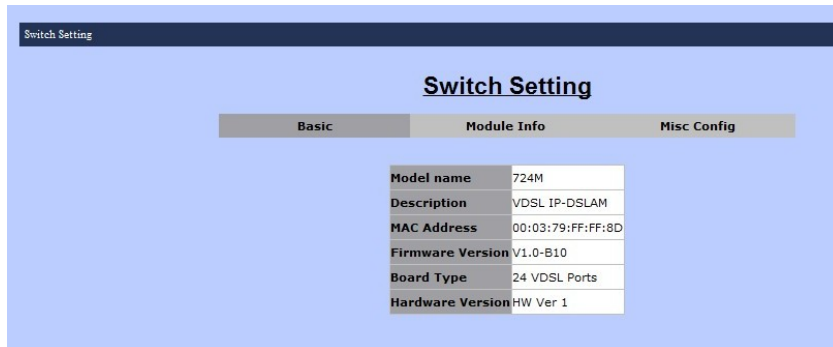 Switch Setting
Switch Setting
Basic Module Info Misc Config
Model name 724M
Description VDSL IP-DSLAM
MAC Address 00:03:79:FF:FF:8D
Firmware Version V1.0-B10
Board Type 24 VDSL Ports
Hardware Version HW Ver 1